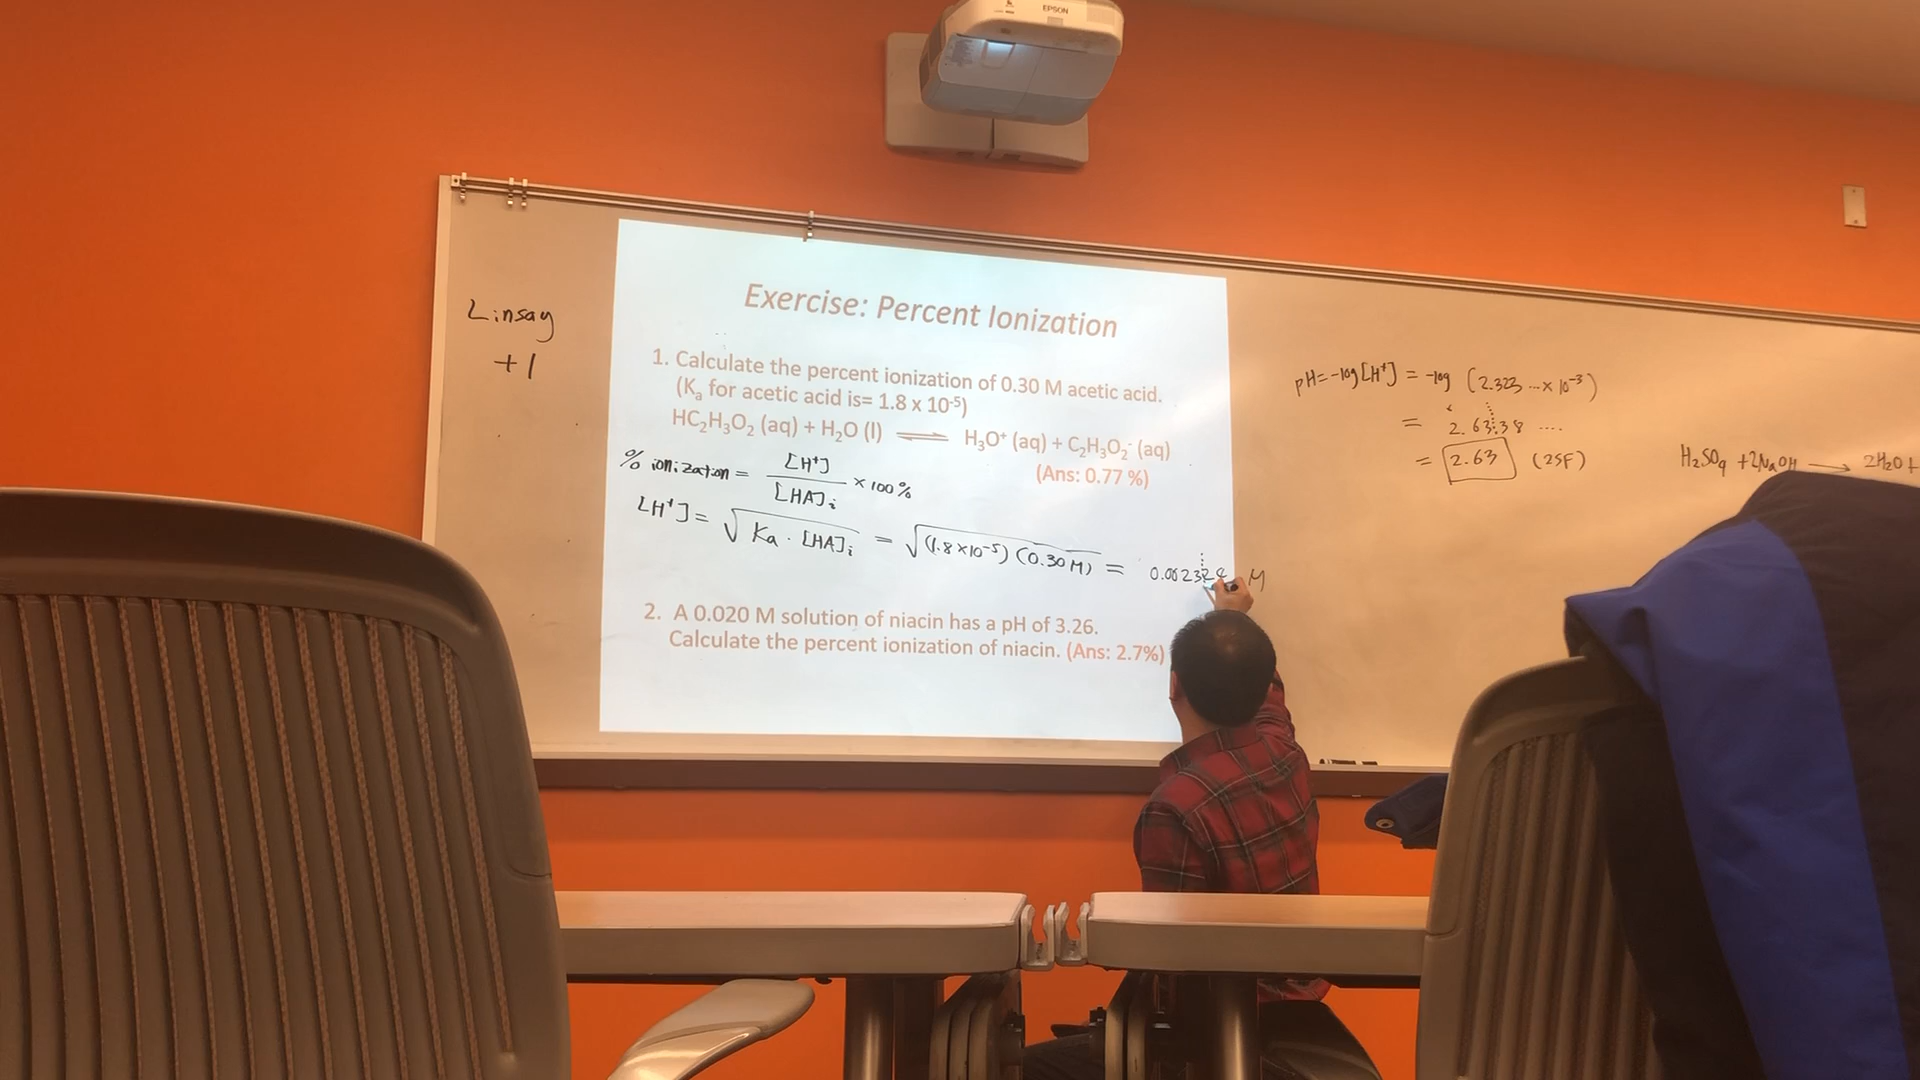 EPSON
Linsay
+1
Exercise: Percent Ionization
1. Calculate the percent ionization of 0.30 M acetic acid.
(Kₐ for acetic acid is= 1.8 x 10⁻⁵)
HC₂H₃O₂ (aq) + H₂O (l) ⇌ H₃O⁺ (aq) + C₂H₃O₂⁻ (aq)
(Ans: 0.77 %)
% ionization = [H⁺] / [HA]ᵢ × 100%
[H⁺] = √(Ka · [HA]ᵢ) = √((1.8×10⁻⁵) (0.30M)) = M
2. A 0.020 M solution of niacin has a pH of 3.26.
Calculate the percent ionization of niacin. (Ans: 2.7%)
pH=-log[H⁺] = -log (2.323...×10⁻³)
= 2.6338 ....
= 2.63 (2SF)
H₂SO₄ + 2NaOH → 2H₂O +